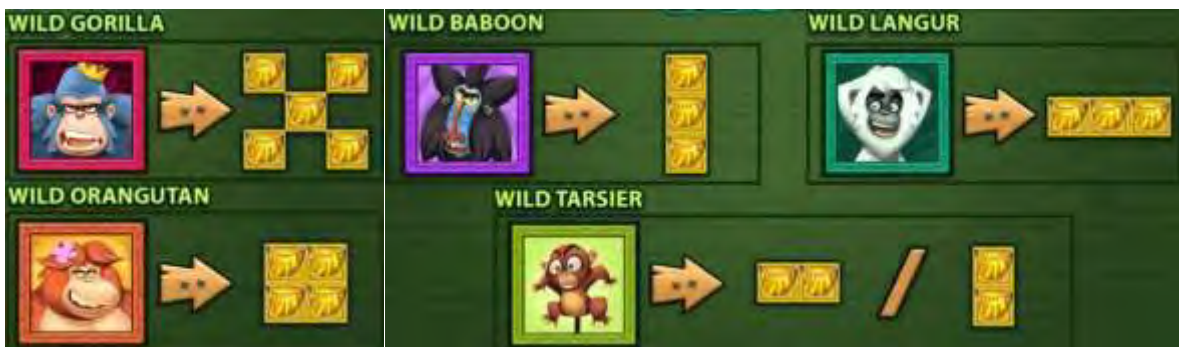 WILD GORILLA
WILD BABOON
WILD LANGUR
WILD ORANGUTAN
WILD TARSIER